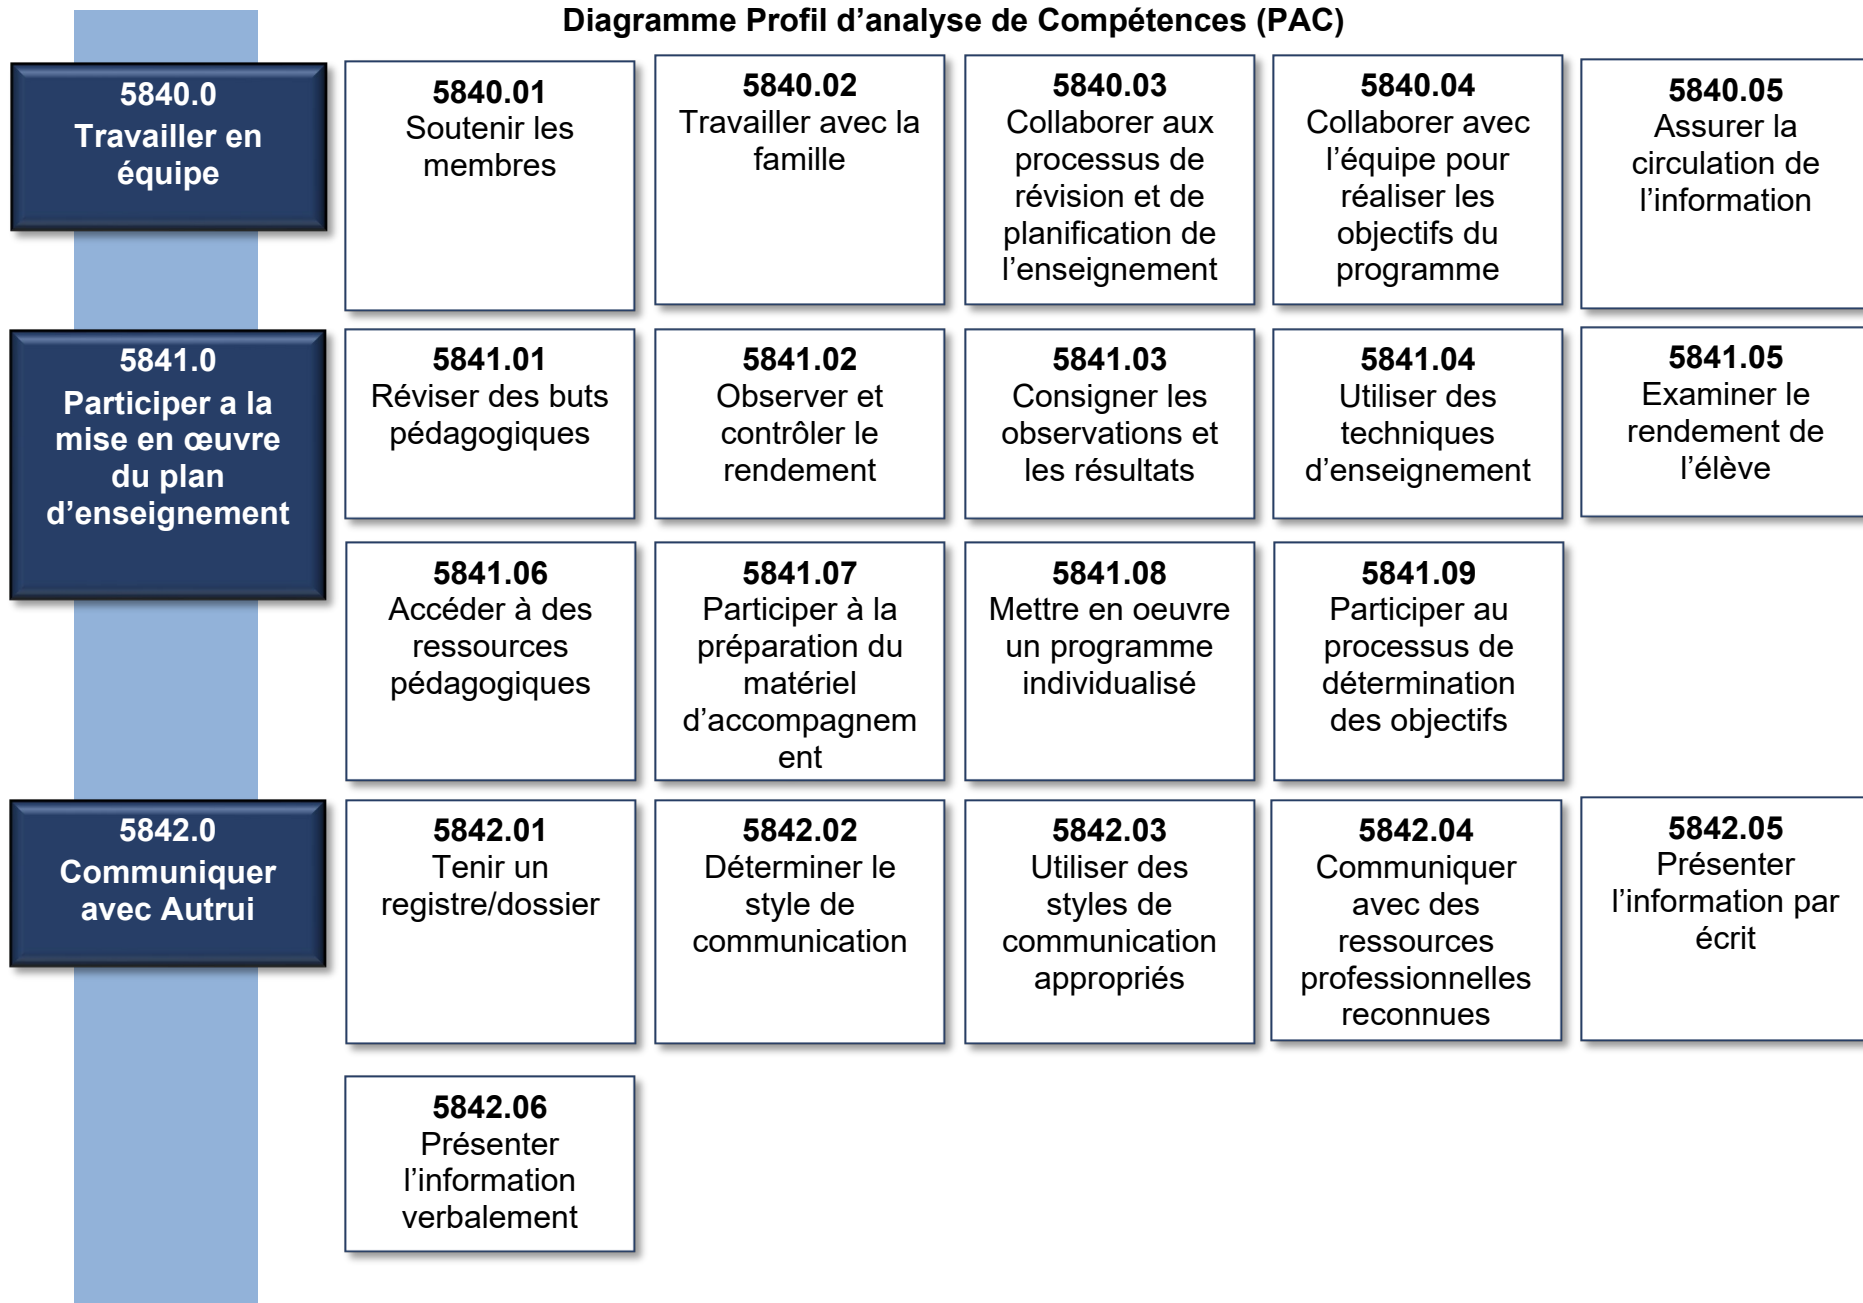 Diagramme Profil d’analyse de Compétences (PAC)
5840.0
Travailler en
équipe
5840.01
Soutenir les
membres
5840.02
Travailler avec la
famille
5840.03
Collaborer aux
processus de
révision et de
planification de
l’enseignement
5840.04
Collaborer avec
l’équipe pour
réaliser les
objectifs du
programme
5840.05
Assurer la
circulation de
l’information
5841.0
Participer a la
mise en œuvre
du plan
d’enseignement
5841.01
Réviser des buts
pédagogiques
5841.02
Observer et
contrôler le
rendement
5841.03
Consigner les
observations et
les résultats
5841.04
Utiliser des
techniques
d’enseignement
5841.05
Examiner le
rendement de
l’élève
5841.06
Accéder à des
ressources
pédagogiques
5841.07
Participer à la
préparation du
matériel
d’accompagnem
ent
5841.08
Mettre en oeuvre
un programme
individualisé
5841.09
Participer au
processus de
détermination
des objectifs
5842.0
Communiquer
avec Autrui
5842.01
Tenir un
registre/dossier
5842.02
Déterminer le
style de
communication
5842.03
Utiliser des
styles de
communication
appropriés
5842.04
Communiquer
avec des
ressources
professionnelles
reconnues
5842.05
Présenter
l’information par
écrit
5842.06
Présenter
l’information
verbalement